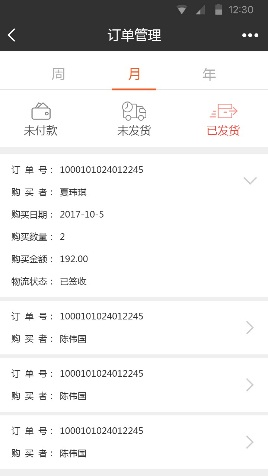 12:30
订单管理
周 月 年
未付款 未发货 已发货
订 单 号： 1000101024012245
购 买 者： 夏玮琪
购买日期： 2017-10-5
购买数量： 2
购买金额： 192.00
物流状态： 已签收
订 单 号： 1000101024012245
购 买 者： 陈伟国
订 单 号： 1000101024012245
购 买 者： 陈伟国
订 单 号： 1000101024012245
购 买 者： 陈伟国